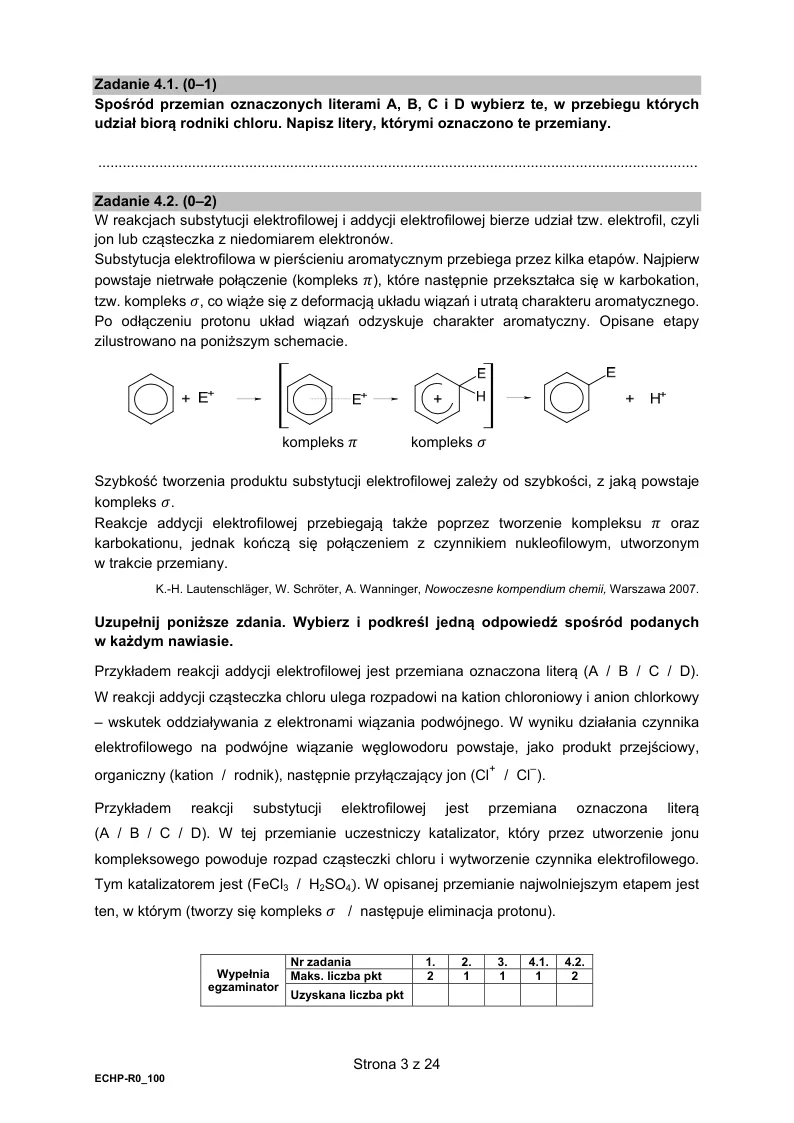 Zadanie 4.1. (0–1)
Spośród przemian oznaczonych literami A, B, C i D wybierz te, w przebiegu których
udział biorą rodniki chloru. Napisz litery, którymi oznaczono te przemiany.
....................................................................................................................................................
Zadanie 4.2. (0–2)
W reakcjach substytucji elektrofilowej i addycji elektrofilowej bierze udział tzw. elektrofil, czyli
jon lub cząsteczka z niedomiarem elektronów.
Substytucja elektrofilowa w pierścieniu aromatycznym przebiega przez kilka etapów. Najpierw
powstaje nietrwałe połączenie (kompleks π), które następnie przekształca się w karbokation,
tzw. kompleks σ, co wiąże się z deformacją układu wiązań i utratą charakteru aromatycznego.
Po odłączeniu protonu układ wiązań odzyskuje charakter aromatyczny. Opisane etapy
zilustrowano na poniższym schemacie.
+ E⁺ E⁺ + E H E + H⁺
kompleks π kompleks σ
Szybkość tworzenia produktu substytucji elektrofilowej zależy od szybkości, z jaką powstaje
kompleks σ.
Reakcje addycji elektrofilowej przebiegają także poprzez tworzenie kompleksu π oraz
karbokationu, jednak kończą się połączeniem z czynnikiem nukleofilowym, utworzonym
w trakcie przemiany.
K.-H. Lautenschläger, W. Schröter, A. Wanninger, Nowoczesne kompendium chemii, Warszawa 2007.
Uzupełnij poniższe zdania. Wybierz i podkreśl jedną odpowiedź spośród podanych
w każdym nawiasie.
Przykładem reakcji addycji elektrofilowej jest przemiana oznaczona literą (A / B / C / D).
W reakcji addycji cząsteczka chloru ulega rozpadowi na kation chloroniowy i anion chlorkowy
– wskutek oddziaływania z elektronami wiązania podwójnego. W wyniku działania czynnika
elektrofilowego na podwójne wiązanie węglowodoru powstaje, jako produkt przejściowy,
organiczny (kation / rodnik), następnie przyłączający jon (Cl⁺ / Cl⁻).
Przykładem reakcji substytucji elektrofilowej jest przemiana oznaczona literą
(A / B / C / D). W tej przemianie uczestniczy katalizator, który przez utworzenie jonu
kompleksowego powoduje rozpad cząsteczki chloru i wytworzenie czynnika elektrofilowego.
Tym katalizatorem jest (FeCl₃ / H₂SO₄). W opisanej przemianie najwolniejszym etapem jest
ten, w którym (tworzy się kompleks σ / następuje eliminacja protonu).
Wypełnia egzaminator
Nr zadania 1. 2. 3. 4.1. 4.2.
Maks. liczba pkt 2 1 1 1 2
Uzyskana liczba pkt
Strona 3 z 24
ECHP-R0_100